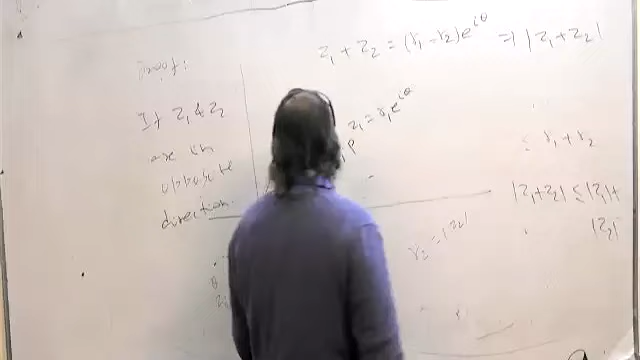 Proof:
If z₁ & z₂
are in
opposite
direction.
z₁ + z₂ = (r₁ - r₂)e^{iθ} ⇒ |z₁ + z₂|
z₁ = r₁e^{iθ}
P
≤ r₁ + r₂
|z₁+z₂| ≤ |z₁|+
|z₂|
r₂ = |z₂|